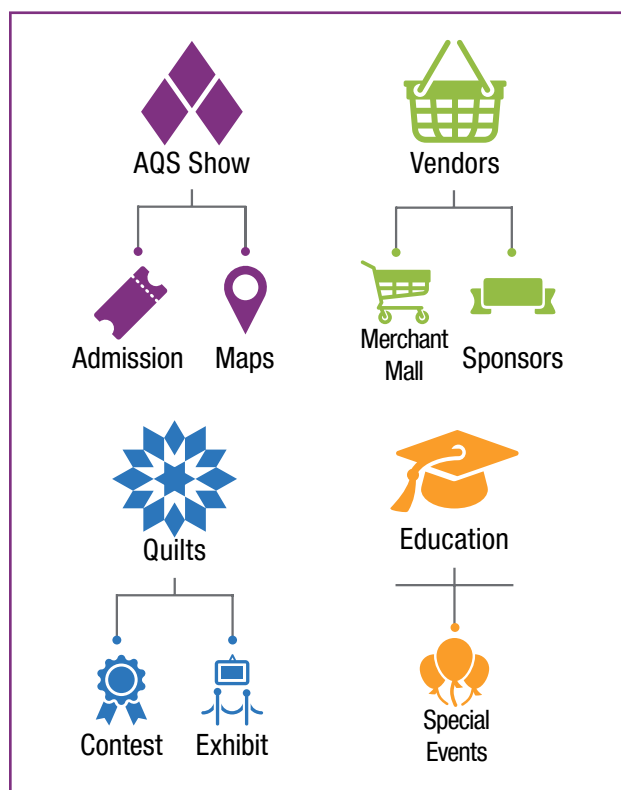 AQS Show
Vendors
Admission
Maps
Merchant
Mall
Sponsors
Quilts
Education
Contest
Exhibit
Special
Events